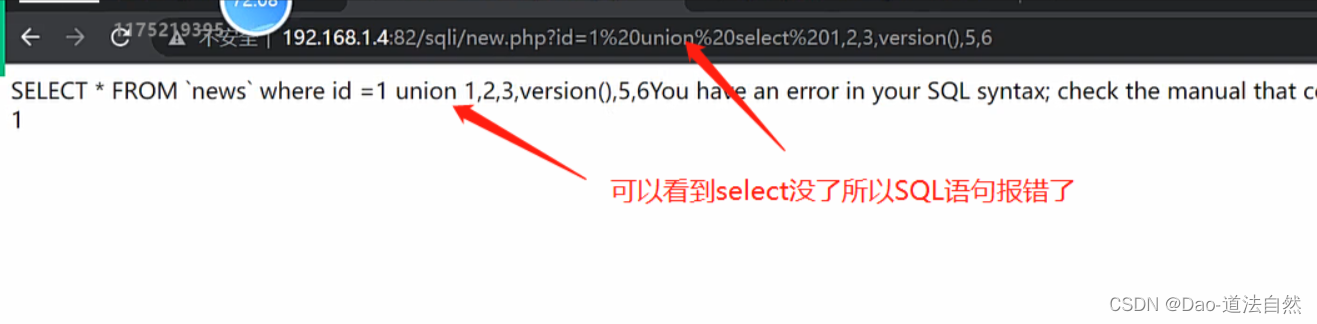 72.08
1175219395
不安全 | 192.168.1.4:82/sqli/new.php?id=1%20union%20select%201,2,3,version(),5,6
SELECT * FROM `news` where id =1 union 1,2,3,version(),5,6You have an error in your SQL syntax; check the manual that
1
可以看到select没了所以SQL语句报错了
CSDN @Dao-道法自然